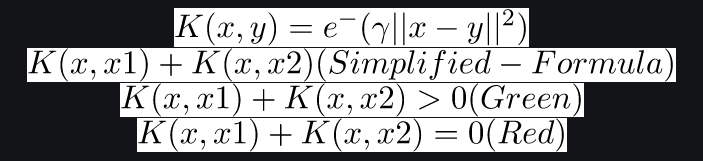 K(x, y) = e^−(γ||x − y||^2)
K(x, x1) + K(x, x2)(Simplified − Formula)
K(x, x1) + K(x, x2) > 0(Green)
K(x, x1) + K(x, x2) = 0(Red)